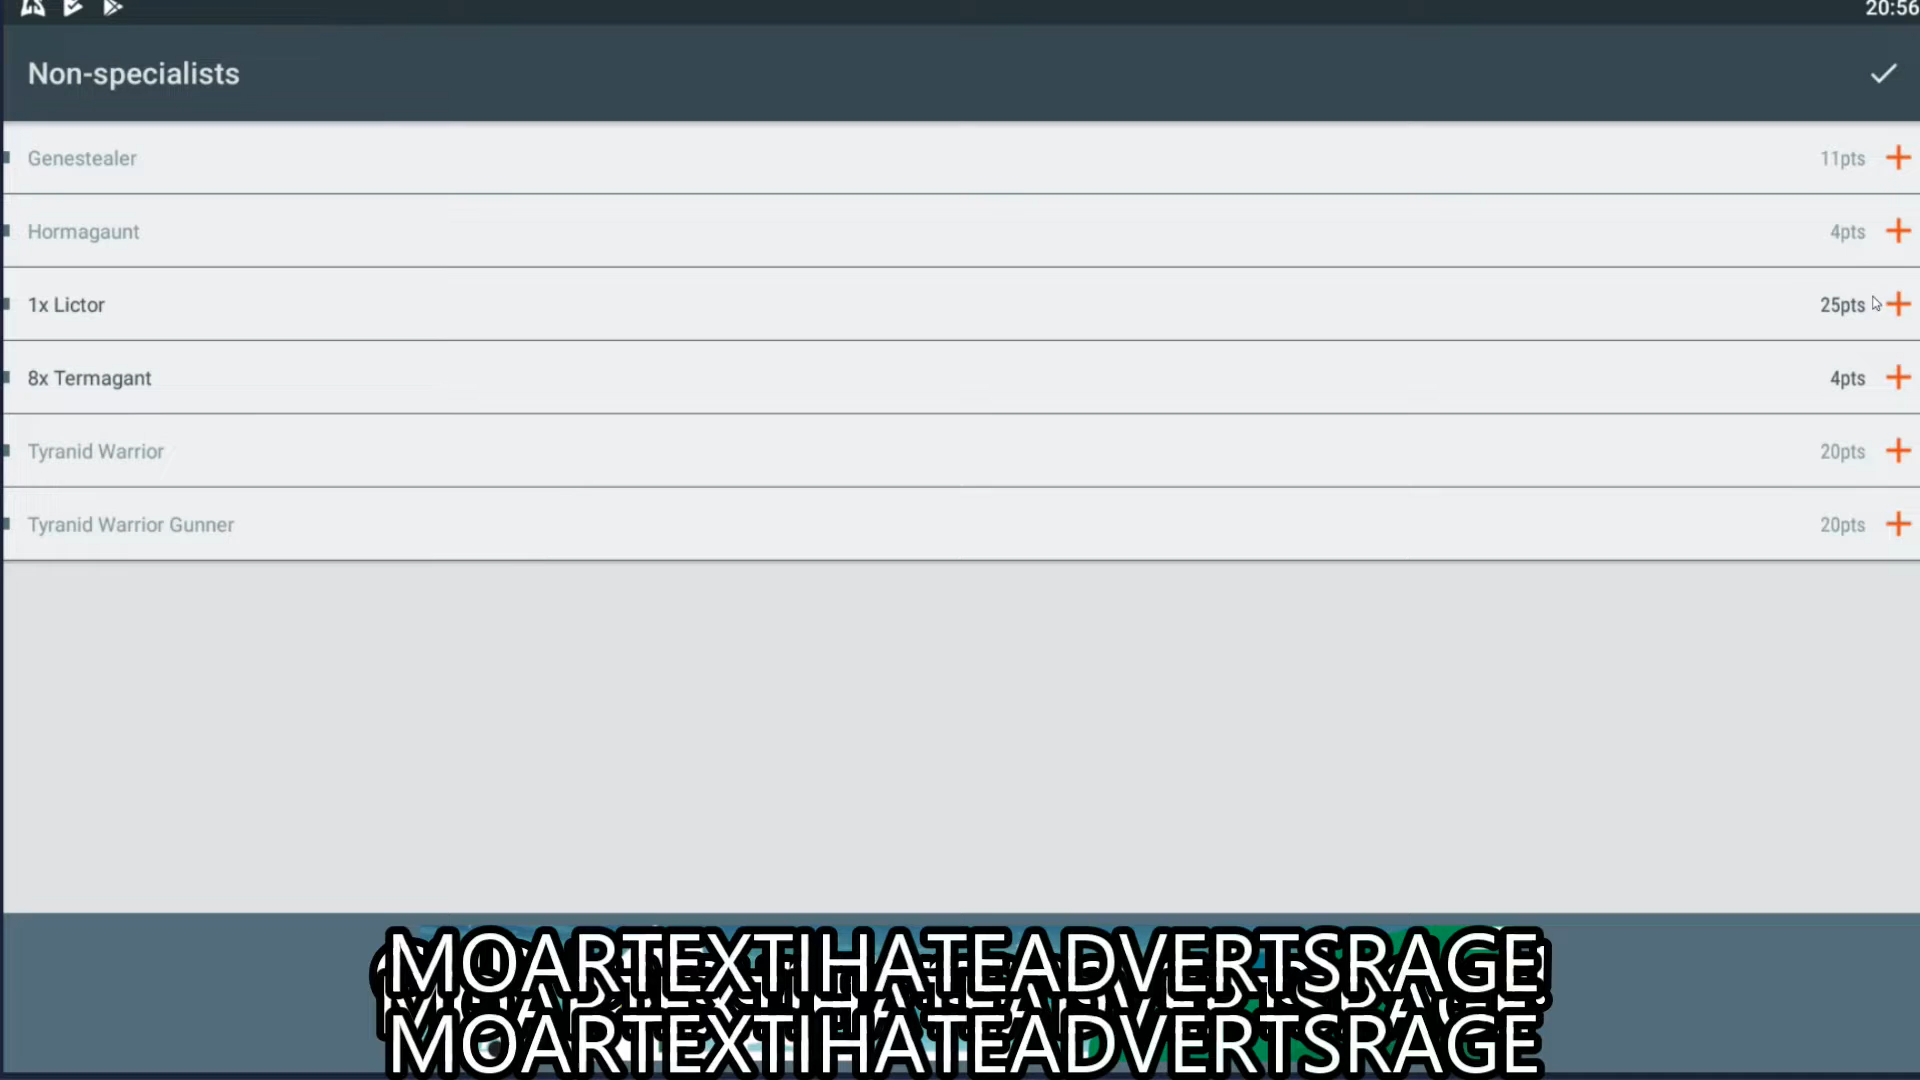 20:56
Non-specialists
Genestealer 11pts
Hormagaunt 4pts
1x Lictor 25pts
8x Termagant 4pts
Tyranid Warrior 20pts
Tyranid Warrior Gunner 20pts
MOARTEXTIHATEADVERTSRAGE
MOARTEXTIHATEADVERTSRAGE